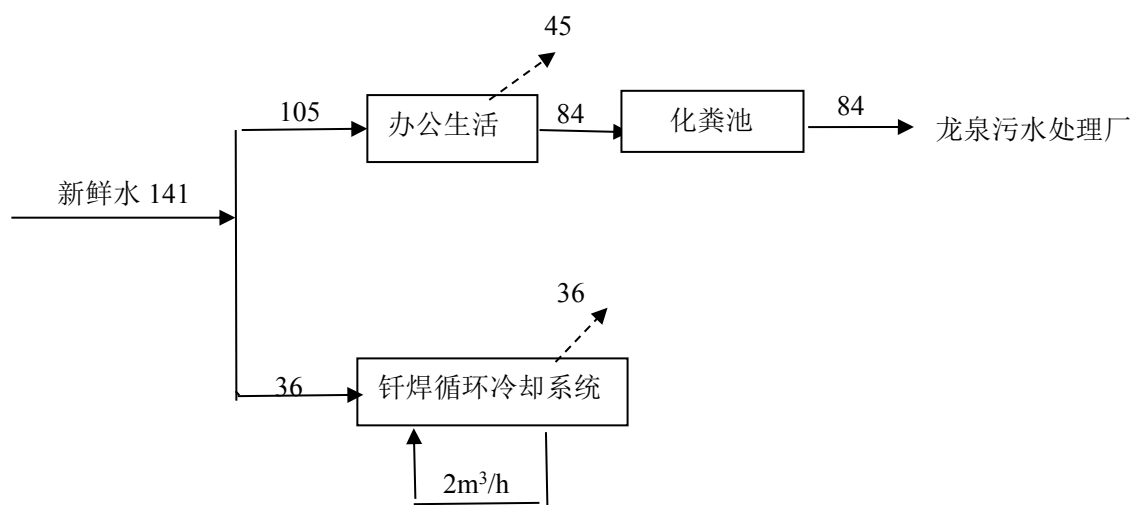 45
105
办公生活
84
化粪池
84
龙泉污水处理厂
新鲜水 141
36
36
钎焊循环冷却系统
2m³/h